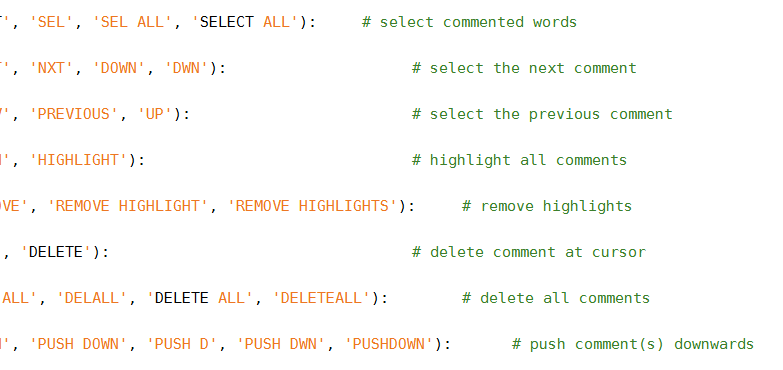 ', 'SEL', 'SEL ALL', 'SELECT ALL'): # select commented words
', 'NXT', 'DOWN', 'DWN'): # select the next comment
', 'PREVIOUS', 'UP'): # select the previous comment
', 'HIGHLIGHT'): # highlight all comments
OVE', 'REMOVE HIGHLIGHT', 'REMOVE HIGHLIGHTS'): # remove highlights
, 'DELETE'): # delete comment at cursor
ALL', 'DELALL', 'DELETE ALL', 'DELETEALL'): # delete all comments
', 'PUSH DOWN', 'PUSH D', 'PUSH DWN', 'PUSHDOWN'): # push comment(s) downwards